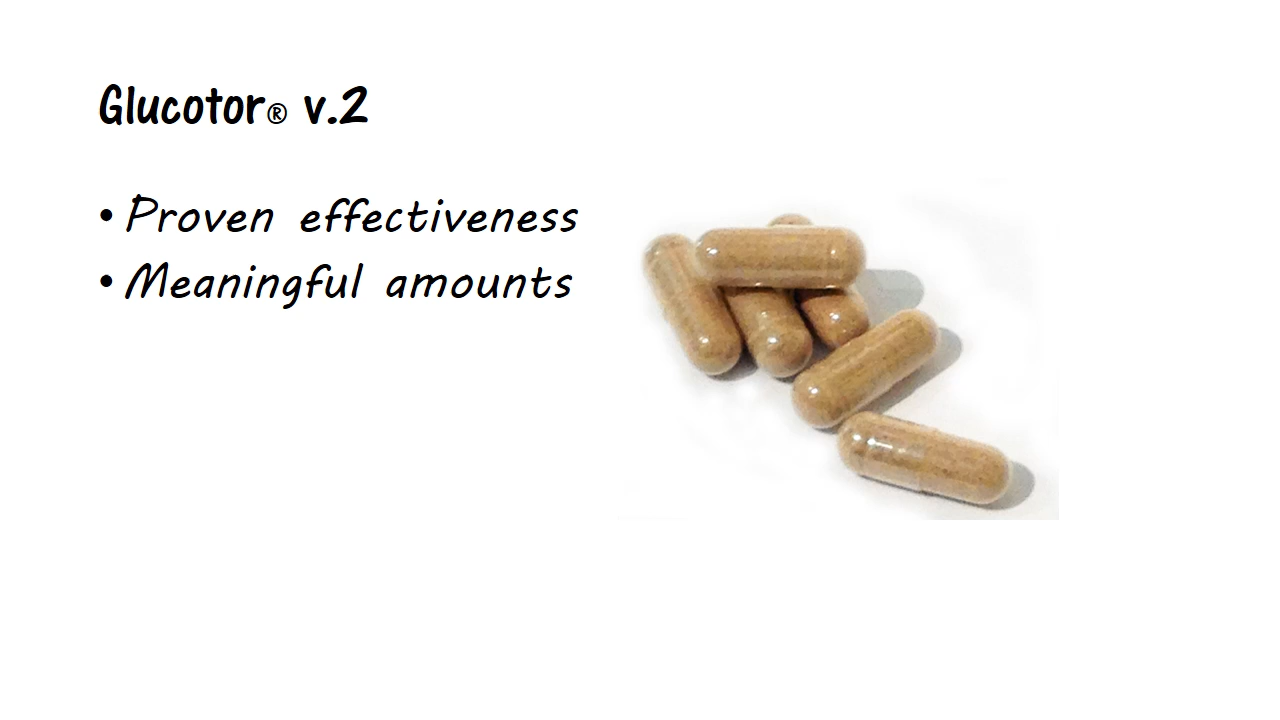 Glucotor® v.2
• Proven effectiveness
• Meaningful amounts